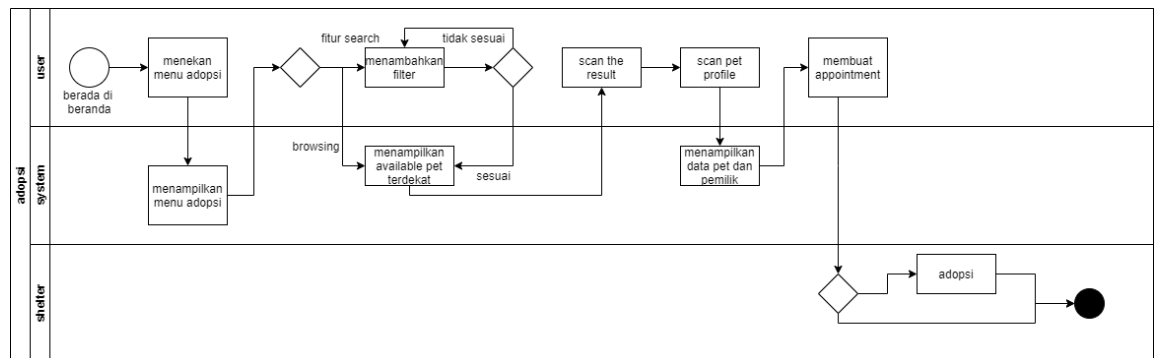 adopsi
user
berada di
beranda
menekan
menu adopsi
fitur search
menambahkan
filter
tidak sesuai
scan the
result
scan pet
profile
membuat
appointment
system
menampilkan
menu adopsi
browsing
menampilkan
available pet
terdekat
sesuai
menampilkan
data pet dan
pemilik
shelter
adopsi